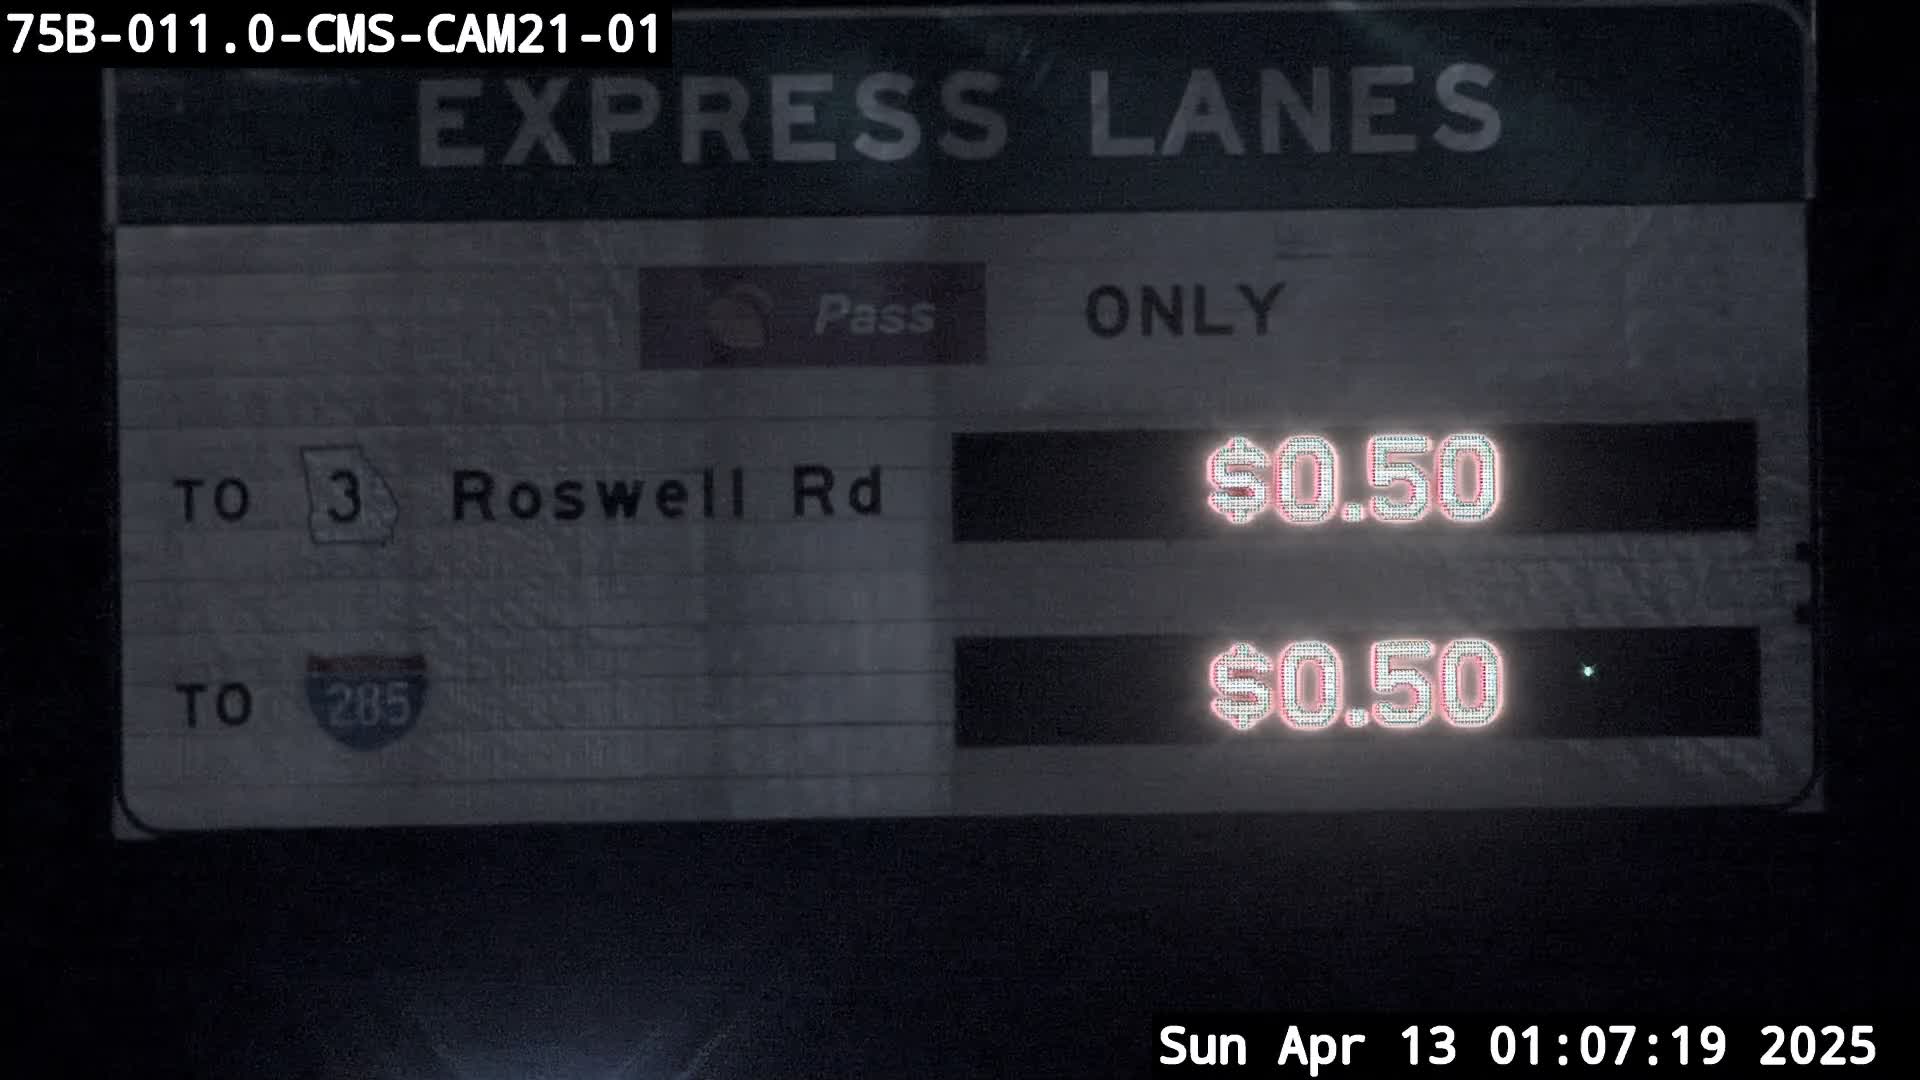 75B-011.0-CMS-CAM21-01
EXPRESS LANES
Pass ONLY
TO 3 Roswell Rd $0.50
TO 285 $0.50
Sun Apr 13 01:07:19 2025